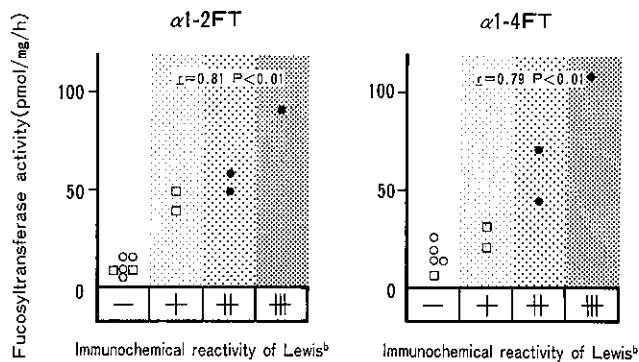 α1-2FT
α1-4FT
Fucosyltransferase activity(pmol/mg/h)
100
50
0
r=0.81 P<0.01
100
50
0
r=0.79 P<0.01
— + ++ +++
— + ++ +++
Immunochemical reactivity of Lewisᵇ
Immunochemical reactivity of Lewisᵇ